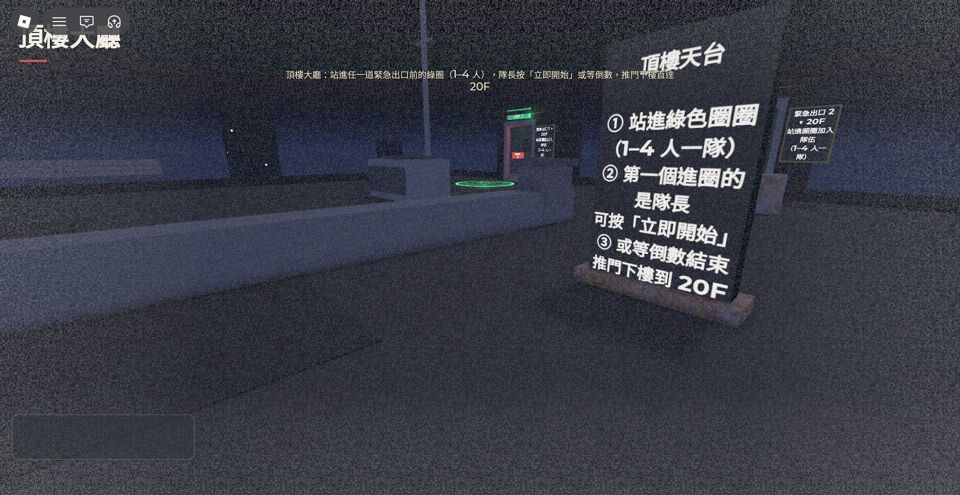 頂樓大廳
頂樓大廳：站進任一道緊急出口前的綠圈（1–4 人），隊長按「立即開始」或等倒數，推門下樓直達
20F
頂樓天台
① 站進綠色圈圈
（1–4 人一隊）
② 第一個進圈的
是隊長
可按「立即開始」
③ 或等倒數結束
推門下樓到 20F
緊急出口 2
▾ 20F
站進圈圈加入
隊伍
（1–4 人一
隊）